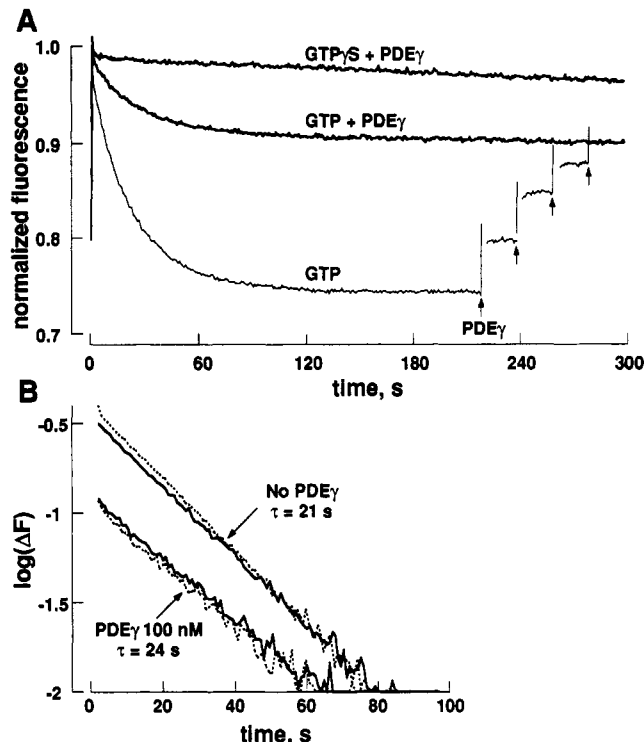 A
normalized fluorescence
1.0
0.9
0.8
0.7
GTPγS + PDEγ
GTP + PDEγ
GTP
PDEγ
0
60
120
180
240
300
time, s
B
log(ΔF)
-0.5
-1
-1.5
-2
No PDEγ
τ = 21 s
PDEγ 100 nM
τ = 24 s
0
20
40
60
80
100
time, s